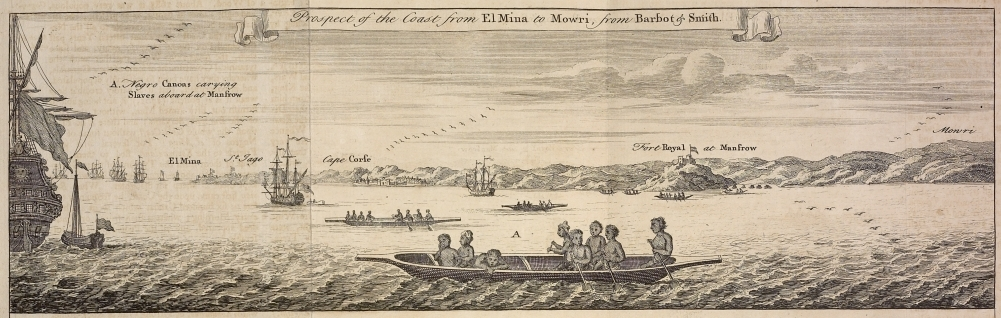 Prospect of the Coast from El Mina to Mowri, from Barbot & Smith.
A. Negro Canoas carying
Slaves aboard at Manfrow
El Mina
St. Jago
Cape Corse
Fort Royal at Manfrow
Mowri
A